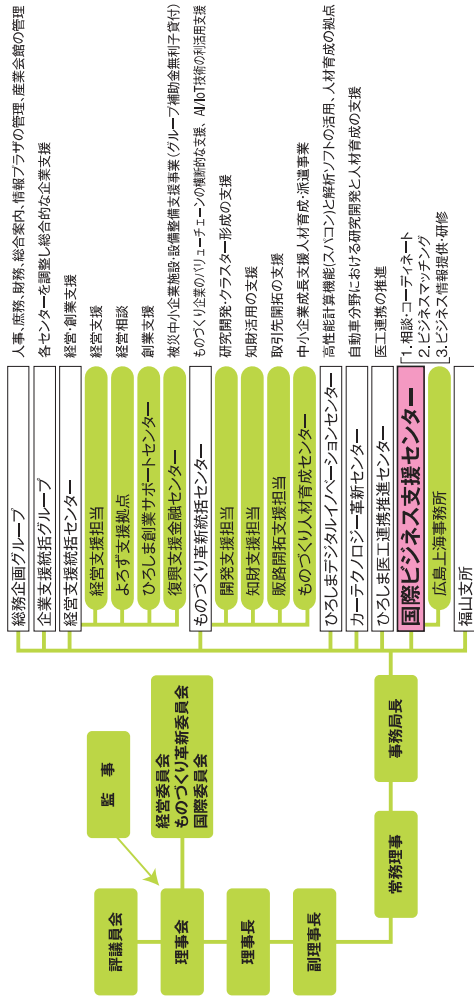 評議員会
理事会
理事長
副理事長
監　事
経営委員会
ものづくり革新委員会
国際委員会
常務理事
事務局長
総務企画グループ
人事、庶務、財務、総合案内、情報プラザの管理、産業会館の管理
企業支援統括グループ
各センターを調整し総合的な企業支援
経営支援統括センター
経営・創業支援
経営支援担当
経営支援
よろず支援拠点
経営相談
ひろしま創業サポートセンター
創業支援
復興支援金融センター
被災中小企業施設・設備整備支援事業(グループ補助金無利子貸付)
ものづくり革新統括センター
ものづくり企業のバリューチェーンの横断的な支援、AI/IoT技術の利活用支援
開発支援担当
研究開発・クラスター形成の支援
知財支援担当
知財活用の支援
販路開拓支援担当
取引先開拓の支援
ものづくり人材育成センター
中小企業成長支援人材育成・派遣事業
ひろしまデジタルイノベーションセンター
高性能計算機能(スパコン)と解析ソフトの活用、人材育成の拠点
カーテクノロジー革新センター
自動車分野における研究開発と人材育成の支援
ひろしま医工連携推進センター
医工連携の推進
国際ビジネス支援センター
1. 相談・コーディネート
2. ビジネスマッチング
3. ビジネス情報提供・研修
広島上海事務所
福山支所